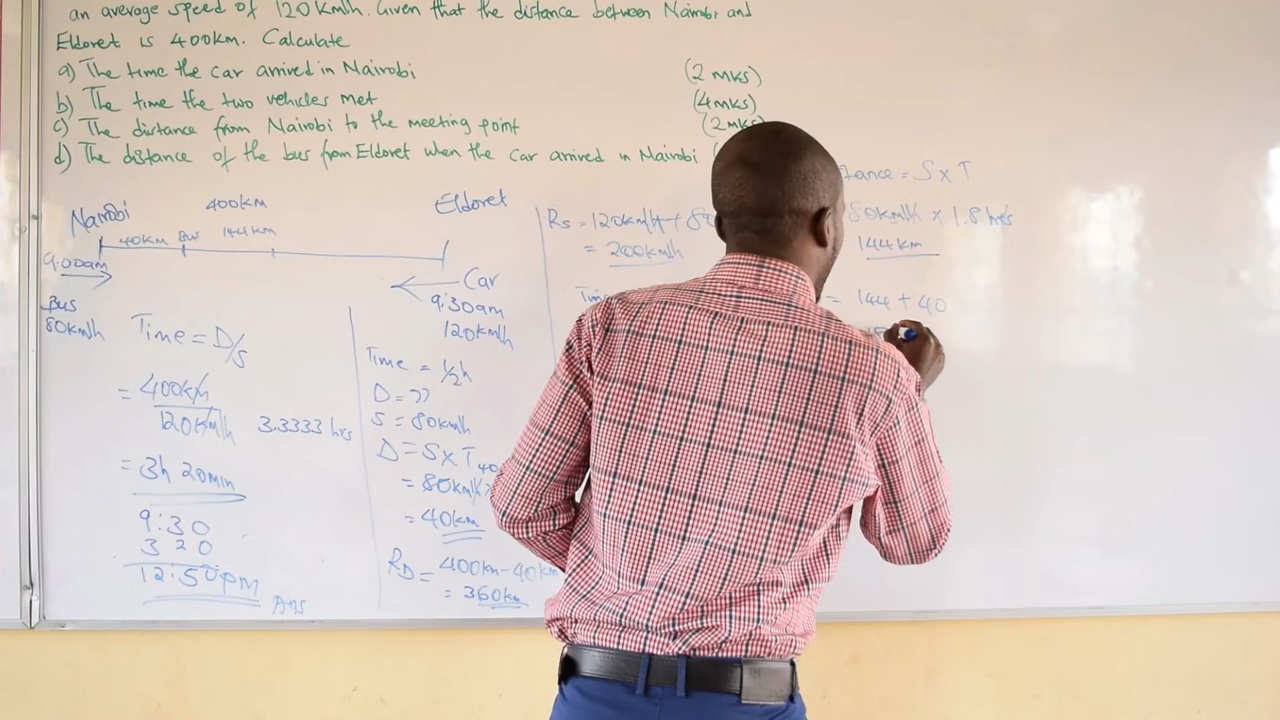 an average speed of 120 km/h. Given that the distance between Nairobi and
Eldoret is 400km. Calculate
a) The time the car arrived in Nairobi (2 mks)
b) The time the two vehicles met (4mks)
c) The distance from Nairobi to the meeting point (2 mks)
d) The distance of the bus from Eldoret when the car arrived in Nairobi
Nairobi 400KM Eldoret
40KM Bus 144km
9.00am
Bus
80km/h
Car
9:30am
120km/h
Time = D/s
= 400km
120km/h 3.3333 hrs
= 3h 20min
9:30
3 20
12:50pm
Ans
Time = 1/2h
D = ??
S = 80km/h
D = S x T
= 80km/h
= 40km
RD = 400km - 40km
= 360km
Rs = 120km/h + 80
= 200km/h
= S x T
80km/h x 1.8 hrs
144km
= 144 + 40